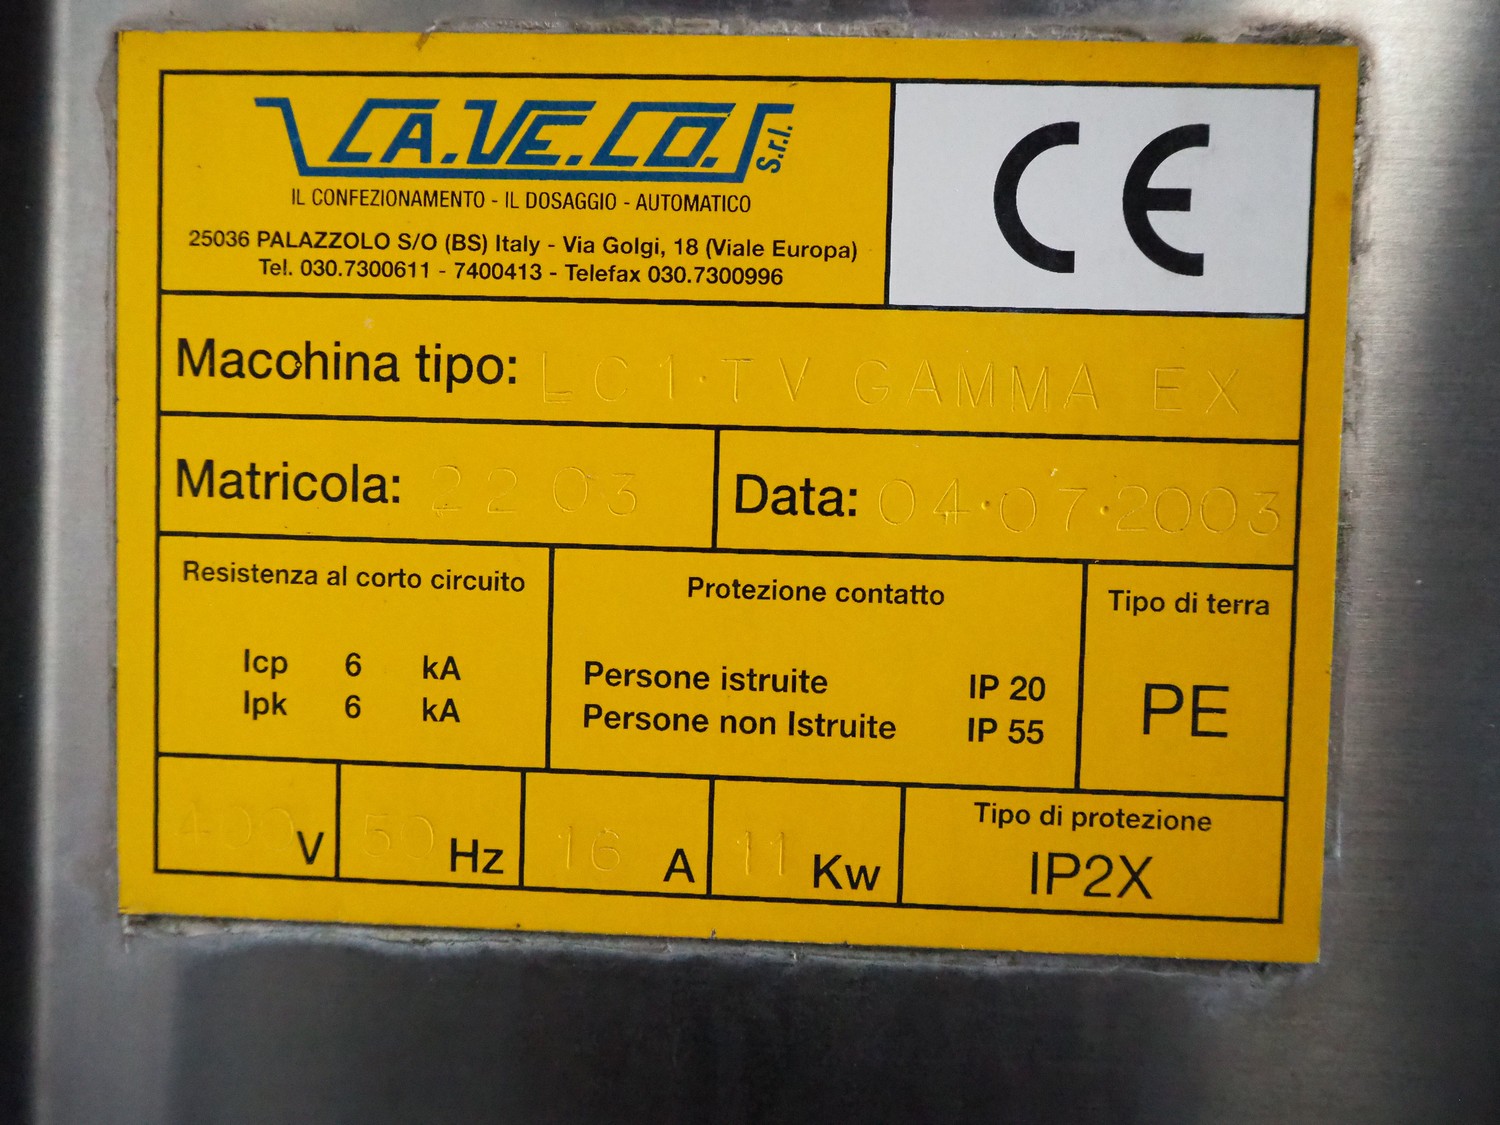 CA.VE.CO. S.r.l.
IL CONFEZIONAMENTO - IL DOSAGGIO - AUTOMATICO
25036 PALAZZOLO S/O (BS) Italy - Via Golgi, 18 (Viale Europa)
Tel. 030.7300611 - 7400413 - Telefax 030.7300996
CE
Macchina tipo: LC1·TV GAMMA EX
Matricola: 2203
Data: 04·07·2003
Resistenza al corto circuito
Icp 6 kA
Ipk 6 kA
Protezione contatto
Persone istruite IP 20
Persone non Istruite IP 55
Tipo di terra
PE
400 V
50 Hz
16 A
11 Kw
Tipo di protezione
IP2X